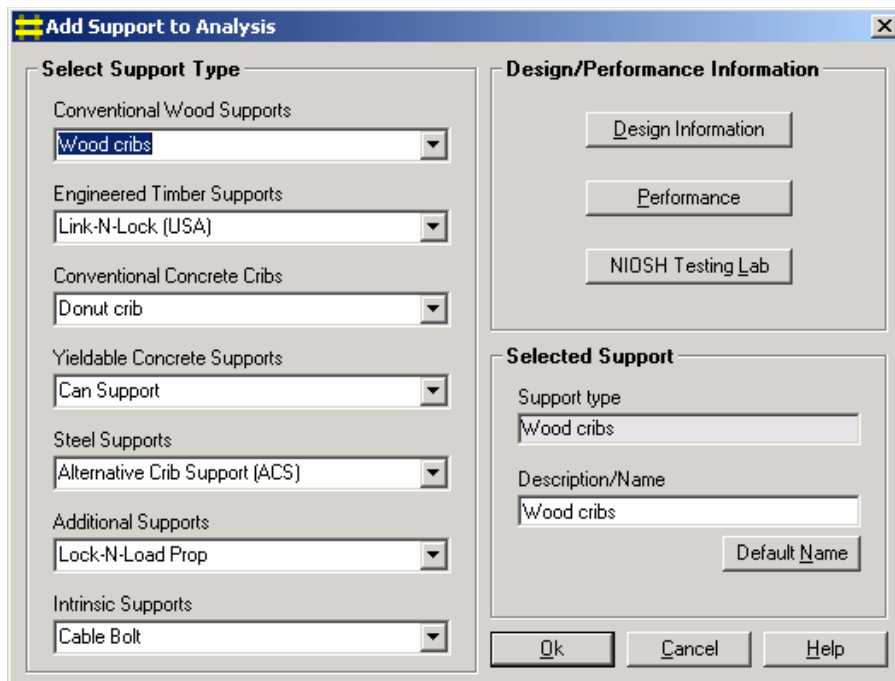 Add Support to Analysis
Select Support Type
Conventional Wood Supports
Wood cribs
Engineered Timber Supports
Link-N-Lock (USA)
Conventional Concrete Cribs
Donut crib
Yieldable Concrete Supports
Can Support
Steel Supports
Alternative Crib Support (ACS)
Additional Supports
Lock-N-Load Prop
Intrinsic Supports
Cable Bolt
Design/Performance Information
Design Information
Performance
NIOSH Testing Lab
Selected Support
Support type
Wood cribs
Description/Name
Wood cribs
Default Name
Ok Cancel Help